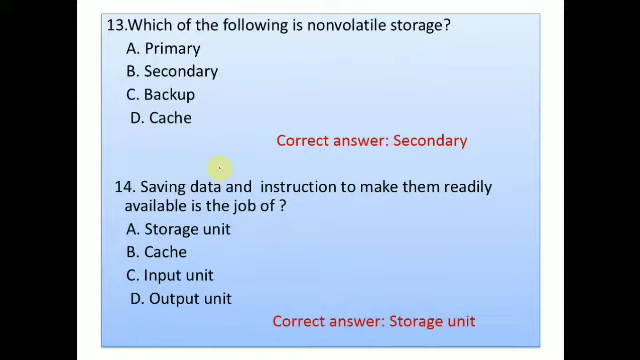 13.Which of the following is nonvolatile storage?
A. Primary
B. Secondary
C. Backup
D. Cache
Correct answer: Secondary
14. Saving data and instruction to make them readily
available is the job of ?
A. Storage unit
B. Cache
C. Input unit
D. Output unit
Correct answer: Storage unit